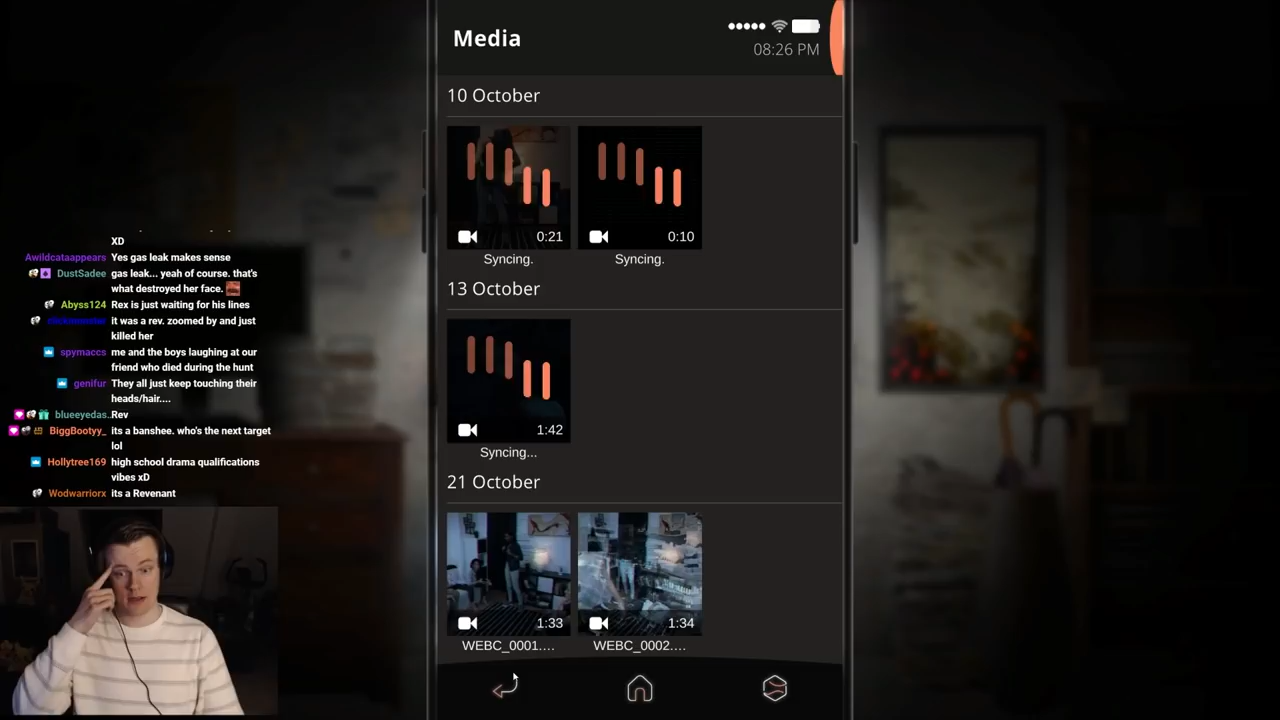 Media
08:26 PM
10 October
0:21
0:10
Syncing.
Syncing.
13 October
1:42
Syncing...
21 October
1:33
1:34
WEBC_0001....
WEBC_0002....
XD
Awildcataappears Yes gas leak makes sense
DustSadee gas leak... yeah of course. that's
what destroyed her face.
Abyss124 Rex is just waiting for his lines
it was a rev. zoomed by and just
killed her
spymaccs me and the boys laughing at our
friend who died during the hunt
genifur They all just keep touching their
heads/hair....
blueeyedas.. Rev
BiggBootyy_ its a banshee. who's the next target
lol
Hollytree169 high school drama qualifications
vibes xD
Wodwarriorx its a Revenant